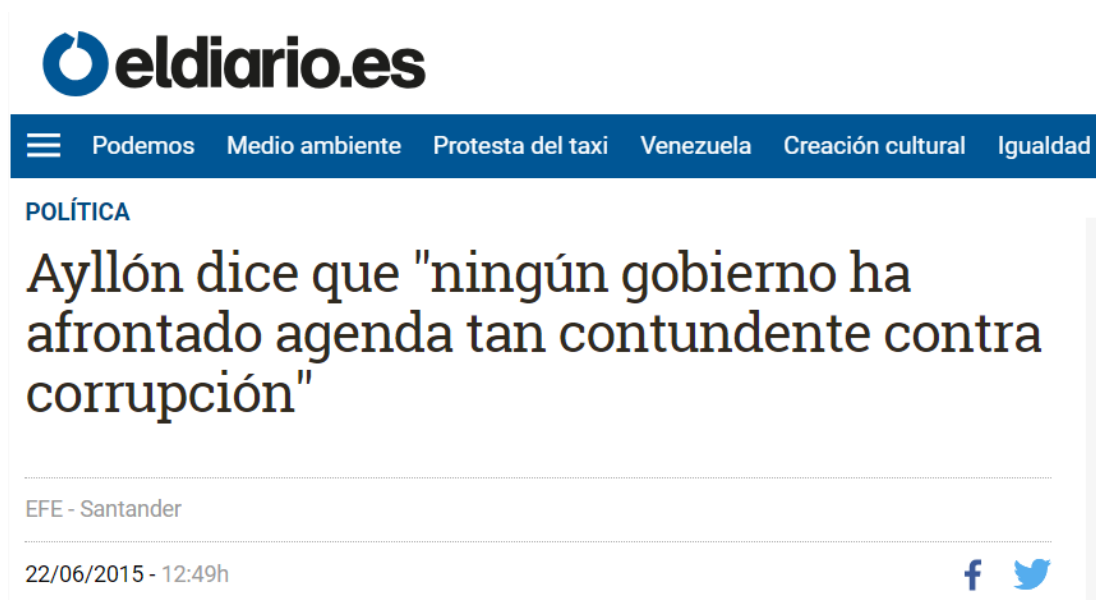 eldiario.es
Podemos Medio ambiente Protesta del taxi Venezuela Creación cultural Igualdad
POLÍTICA
Ayllón dice que "ningún gobierno ha
afrontado agenda tan contundente contra
corrupción"
EFE - Santander
22/06/2015 - 12:49h